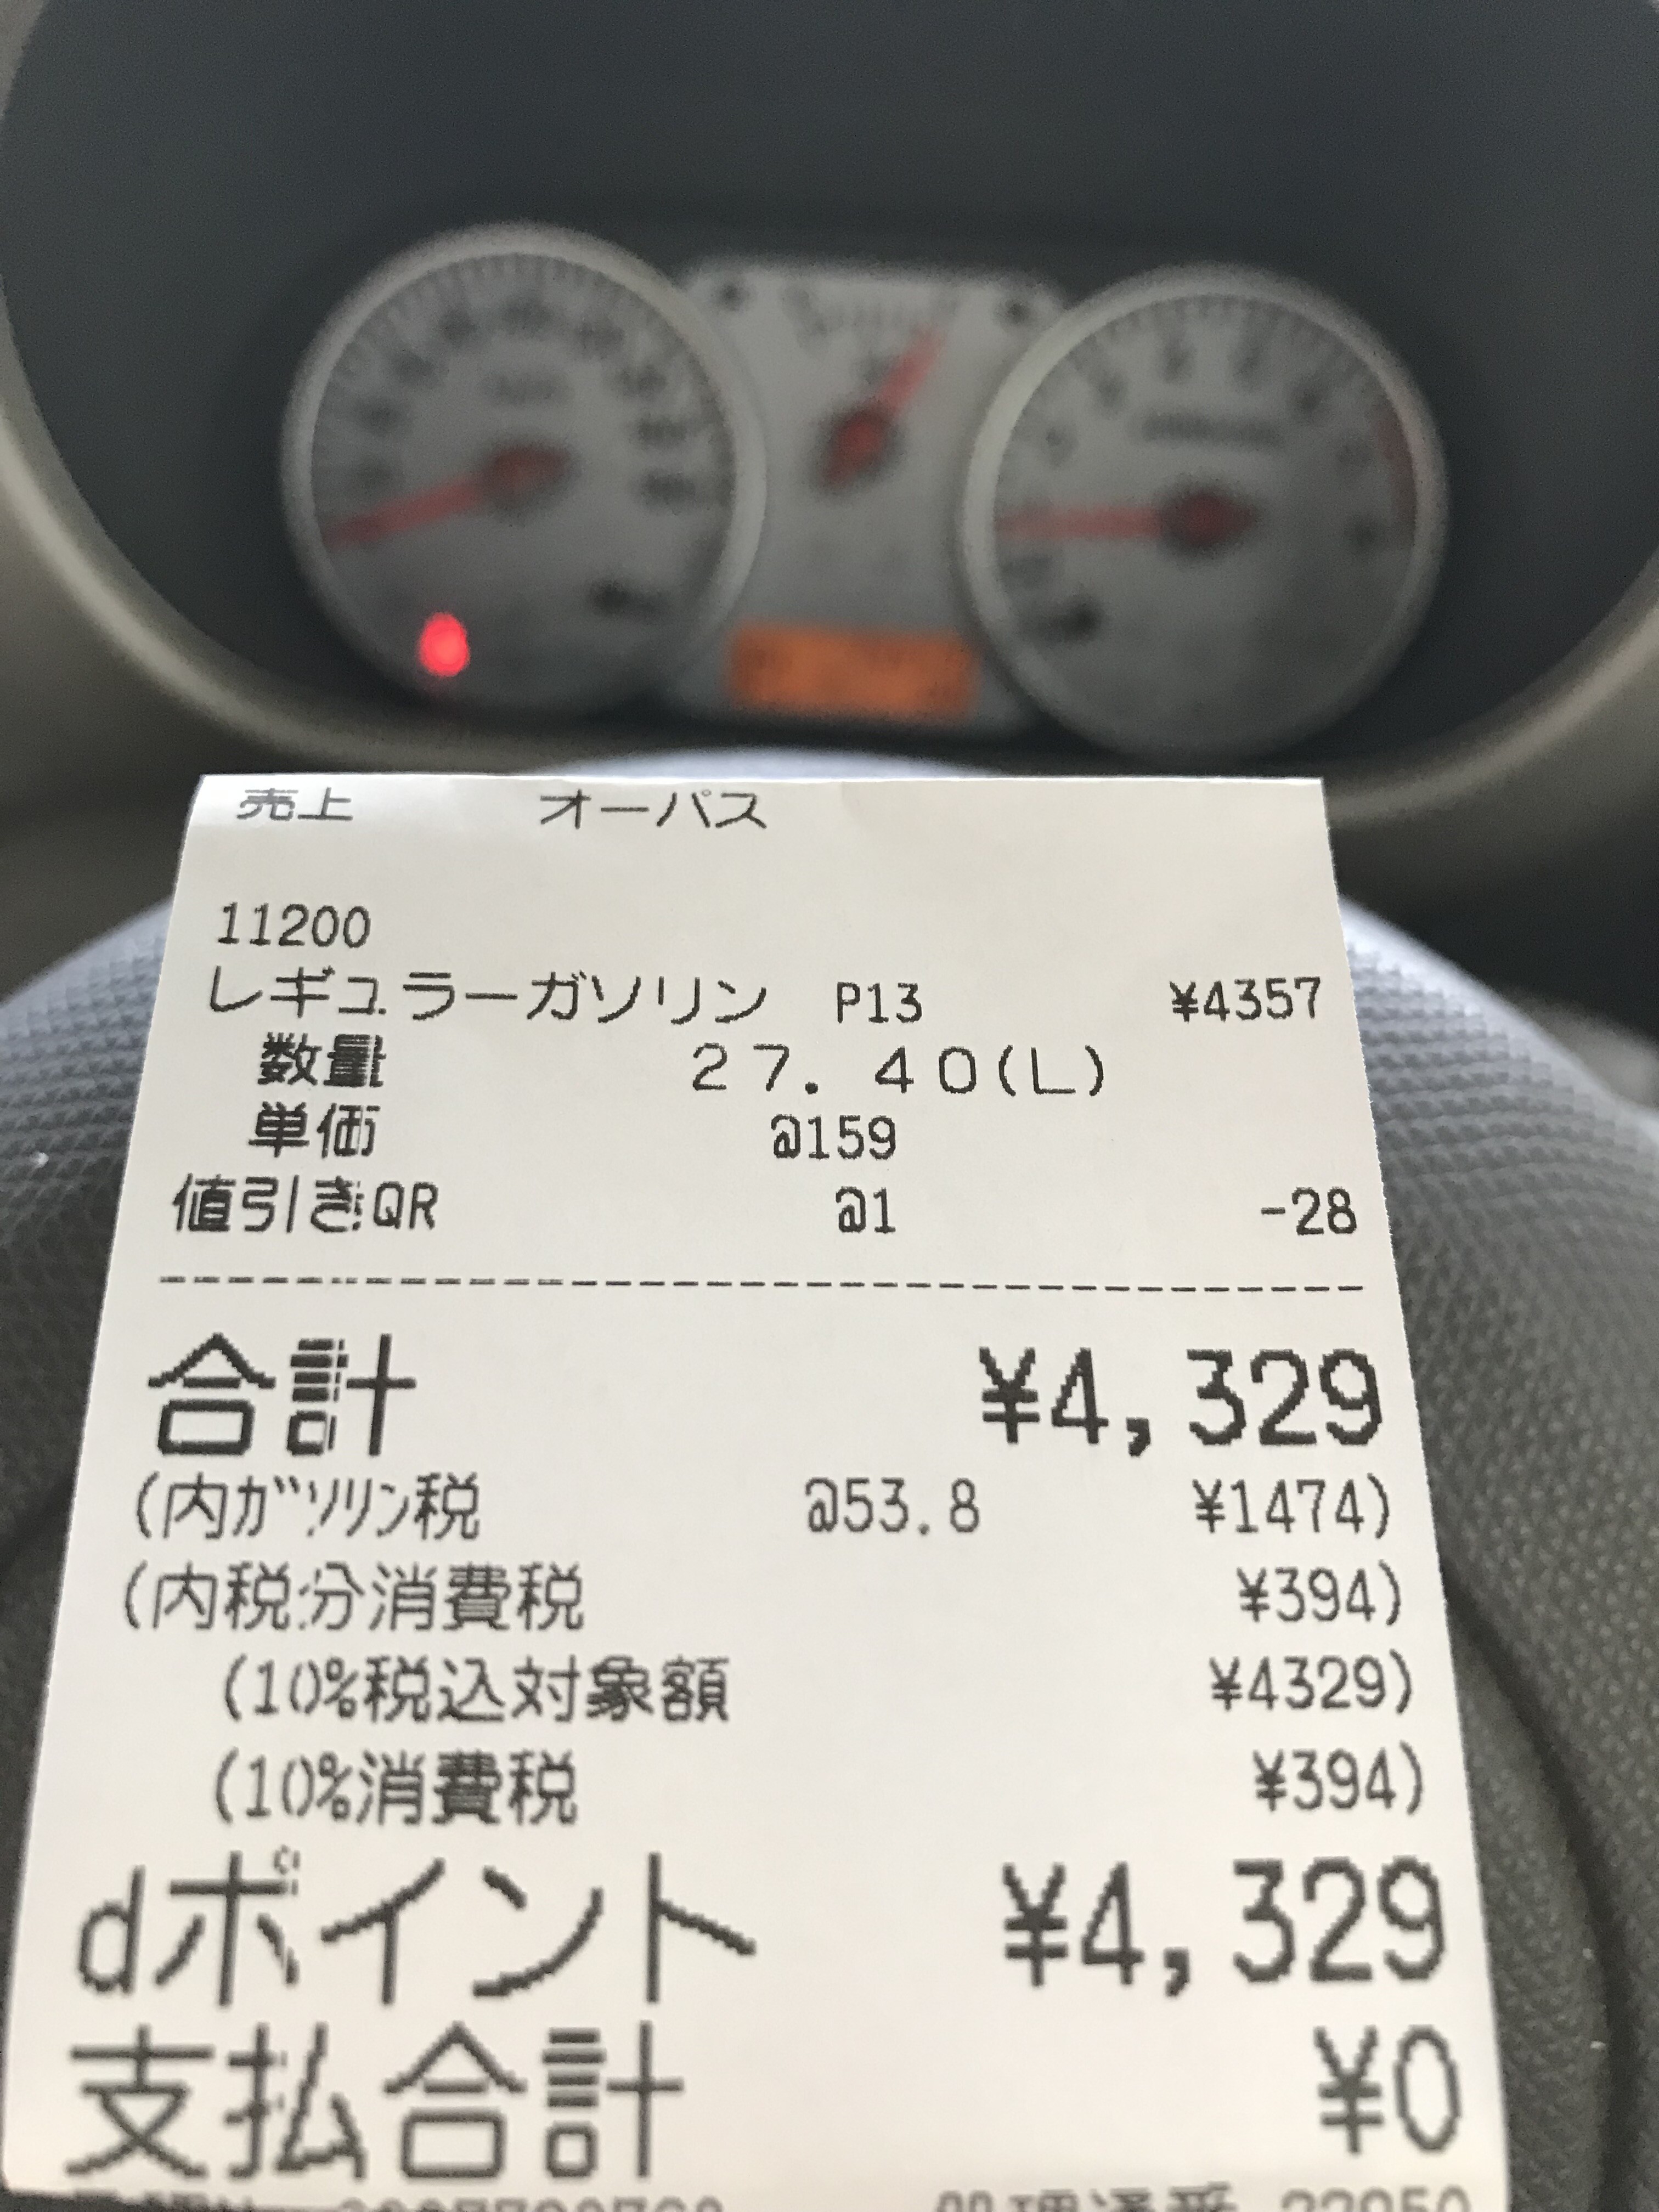 売上 オーパス
11200
レギュラーガソリン P13 ¥4357
数量 27.40(L)
単価 @159
値引きQR @1 -28
合計 ¥4,329
(内ガソリン税 @53.8 ¥1474)
(内税分消費税 ¥394)
(10%税込対象額 ¥4329)
(10%消費税 ¥394)
dポイント ¥4,329
支払合計 ¥0